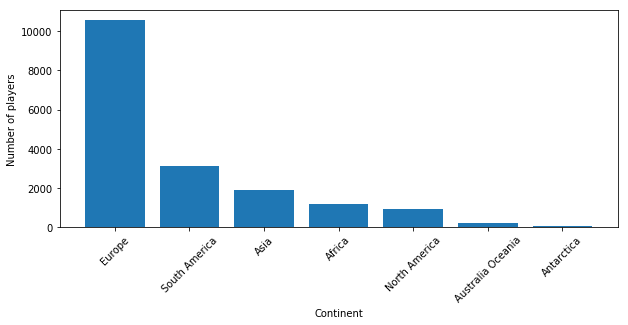 10000
8000
6000
4000
2000
0
Number of players
Europe
South America
Asia
Africa
North America
Australia Oceania
Antarctica
Continent